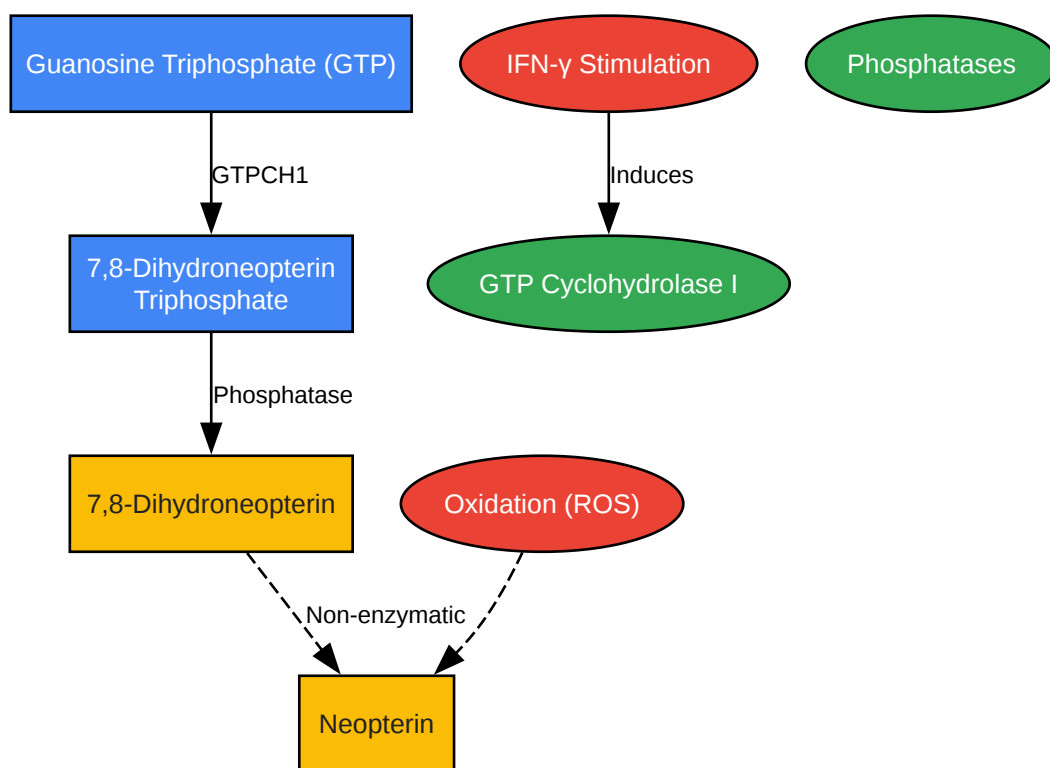 Guanosine Triphosphate (GTP)
IFN-γ Stimulation
Phosphatases
GTPCH1
Induces
7,8-Dihydroneopterin
Triphosphate
GTP Cyclohydrolase I
Phosphatase
7,8-Dihydroneopterin
Oxidation (ROS)
Non-enzymatic
Neopterin